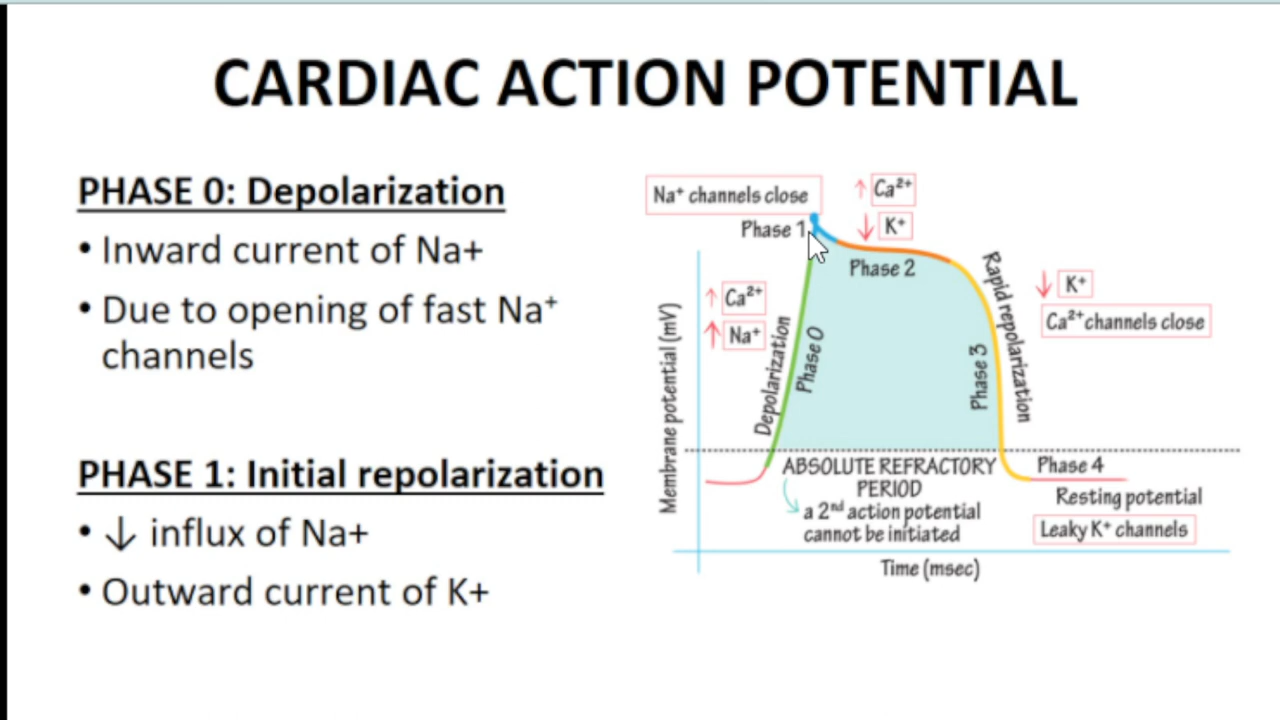 CARDIAC ACTION POTENTIAL
PHASE 0: Depolarization
• Inward current of Na+
• Due to opening of fast Na⁺
channels
PHASE 1: Initial repolarization
• ↓ influx of Na+
• Outward current of K+
Na⁺ channels close
↑ Ca²⁺
↓ K⁺
Phase 1
Phase 2
↑ Ca²⁺
↑ Na⁺
Depolarization
Phase 0
Rapid repolarization
Phase 3
↓ K⁺
Ca²⁺ channels close
Membrane potential (mV)
ABSOLUTE REFRACTORY
PERIOD
a 2ⁿᵈ action potential
cannot be initiated
Phase 4
Resting potential
Leaky K⁺ channels
Time (msec)